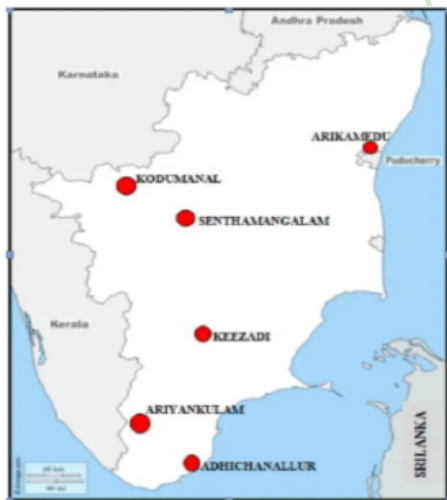 Andhra Pradesh
Karnataka
ARIKAMEDU
Puducherry
KODUMANAL
SENTHAMANGALAM
Kerala
KEEZADI
ARIYANKULAM
ADHICHANALLUR
SRILANKA